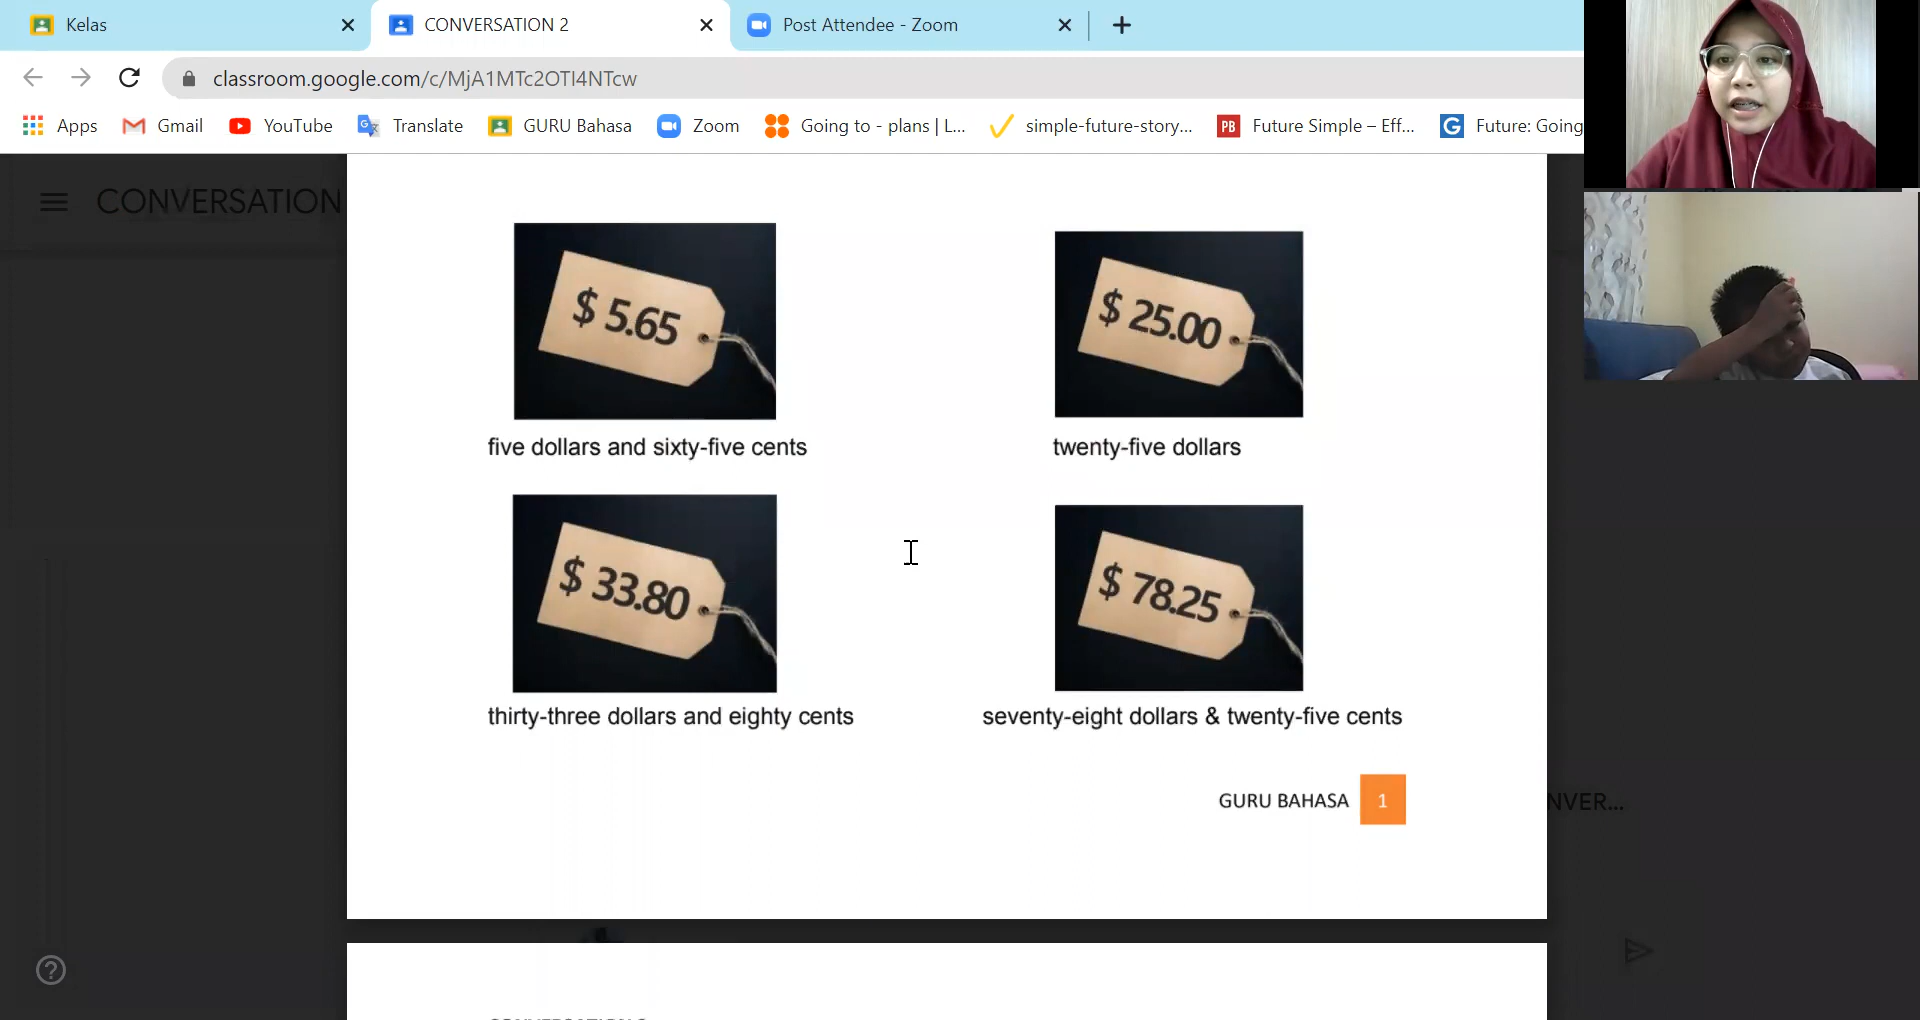 Kelas
CONVERSATION 2
Post Attendee - Zoom
classroom.google.com/c/MjA1MTc2OTI4NTcw
Apps
Gmail
YouTube
Translate
GURU Bahasa
Zoom
Going to - plans | L...
simple-future-story...
PB
Future Simple – Eff...
G
Future: Going
CONVERSATION
$ 5.65
$ 25.00
five dollars and sixty-five cents
twenty-five dollars
$ 33.80
$ 78.25
thirty-three dollars and eighty cents
seventy-eight dollars & twenty-five cents
GURU BAHASA 1
NVER...